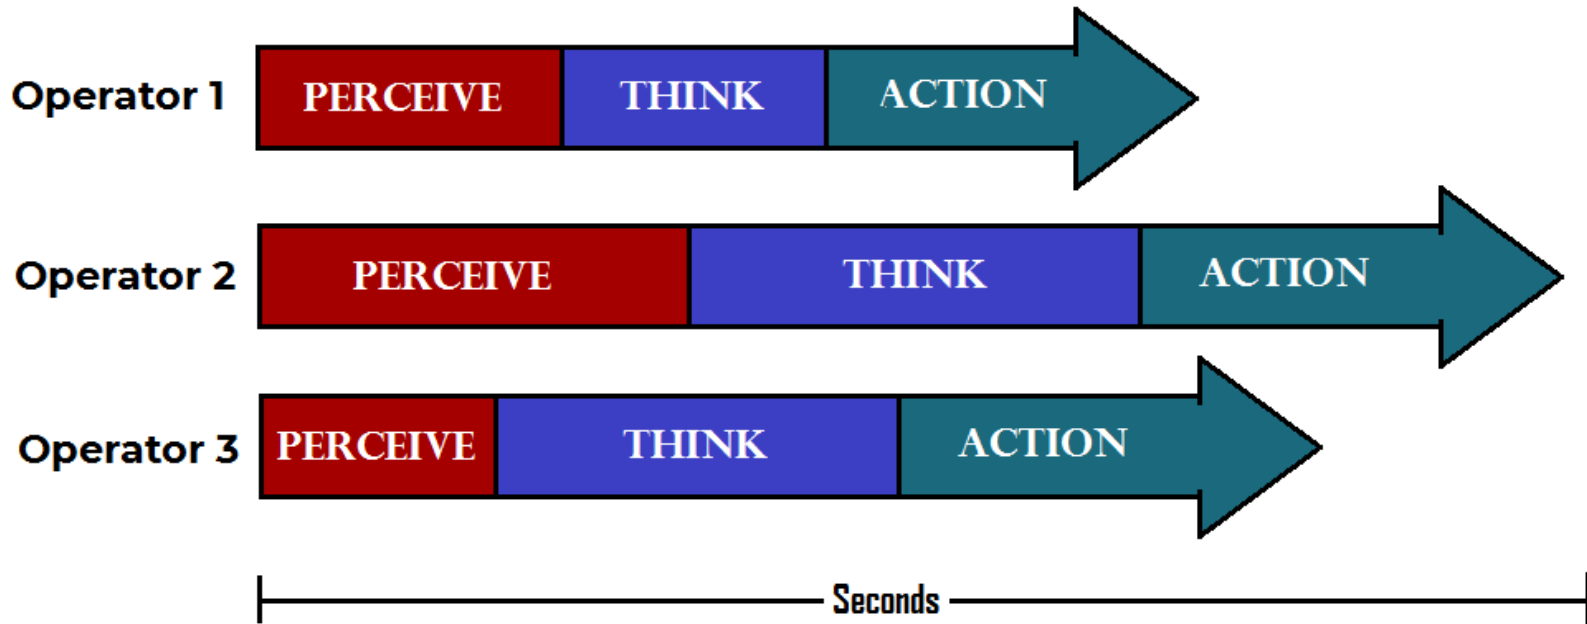 Operator 1 PERCEIVE THINK ACTION
Operator 2 PERCEIVE THINK ACTION
Operator 3 PERCEIVE THINK ACTION
Seconds